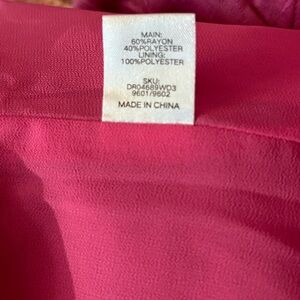 MAIN:
60%RAYON
40%POLYESTER
LINING:
100%POLYESTER
SKU:
DR04689WD3
9601/9602
MADE IN CHINA